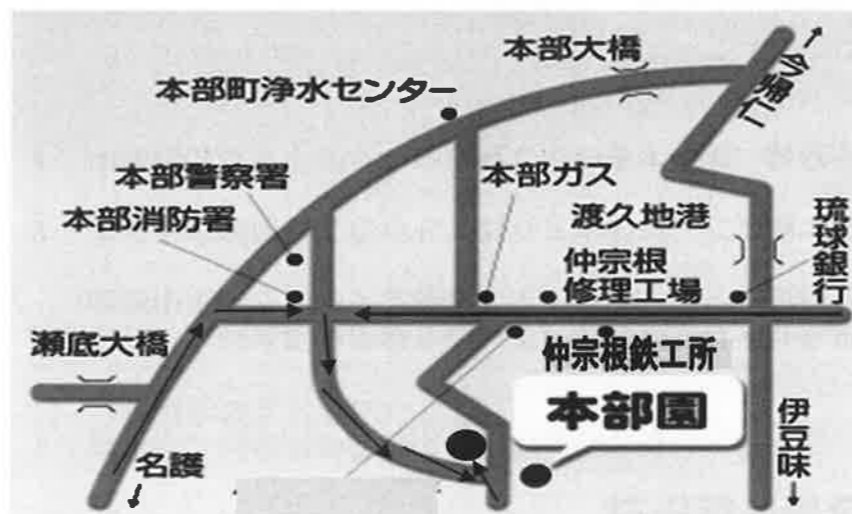 本部大橋
↑
今帰仁
本部町浄水センター
本部警察署
本部消防署
本部ガス
渡久地港
仲宗根
修理工場
琉球銀行
瀬底大橋
仲宗根鉄工所
本部園
伊豆味
↓
名護
↓